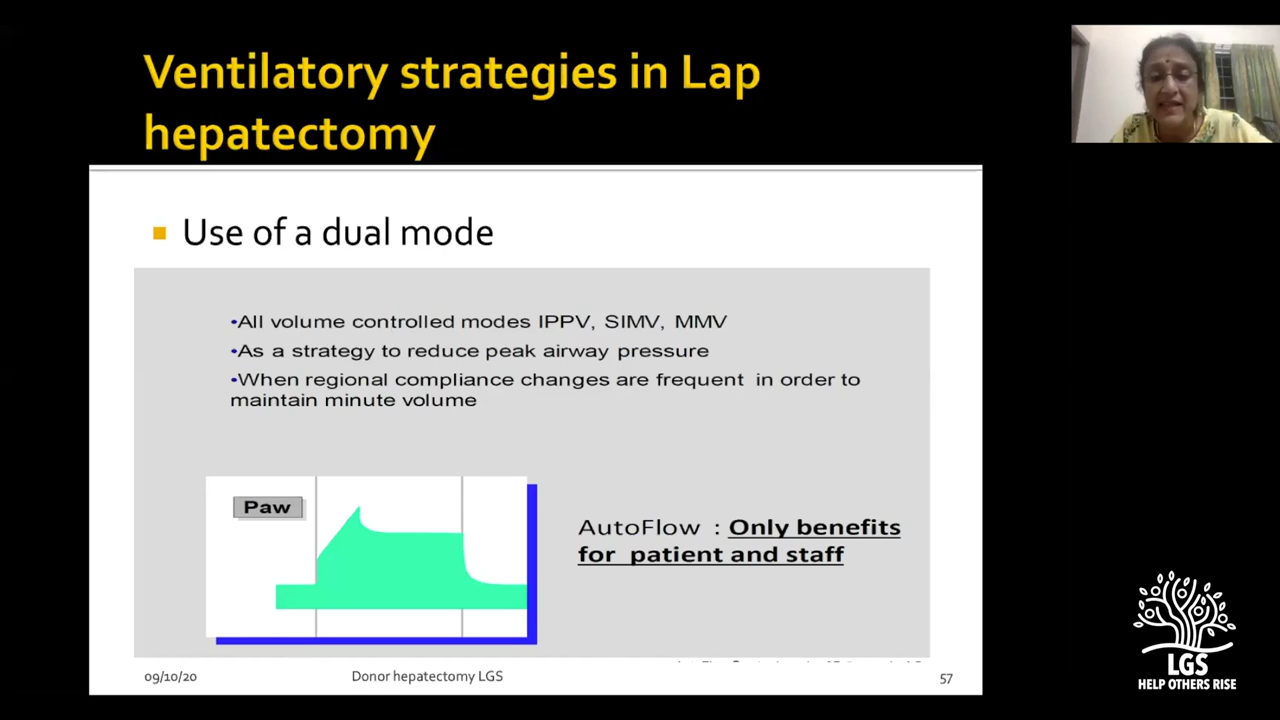 Ventilatory strategies in Lap
hepatectomy
Use of a dual mode
•All volume controlled modes IPPV, SIMV, MMV
•As a strategy to reduce peak airway pressure
•When regional compliance changes are frequent in order to
maintain minute volume
Paw
AutoFlow : Only benefits
for patient and staff
09/10/20
Donor hepatectomy LGS
57
LGS
HELP OTHERS RISE